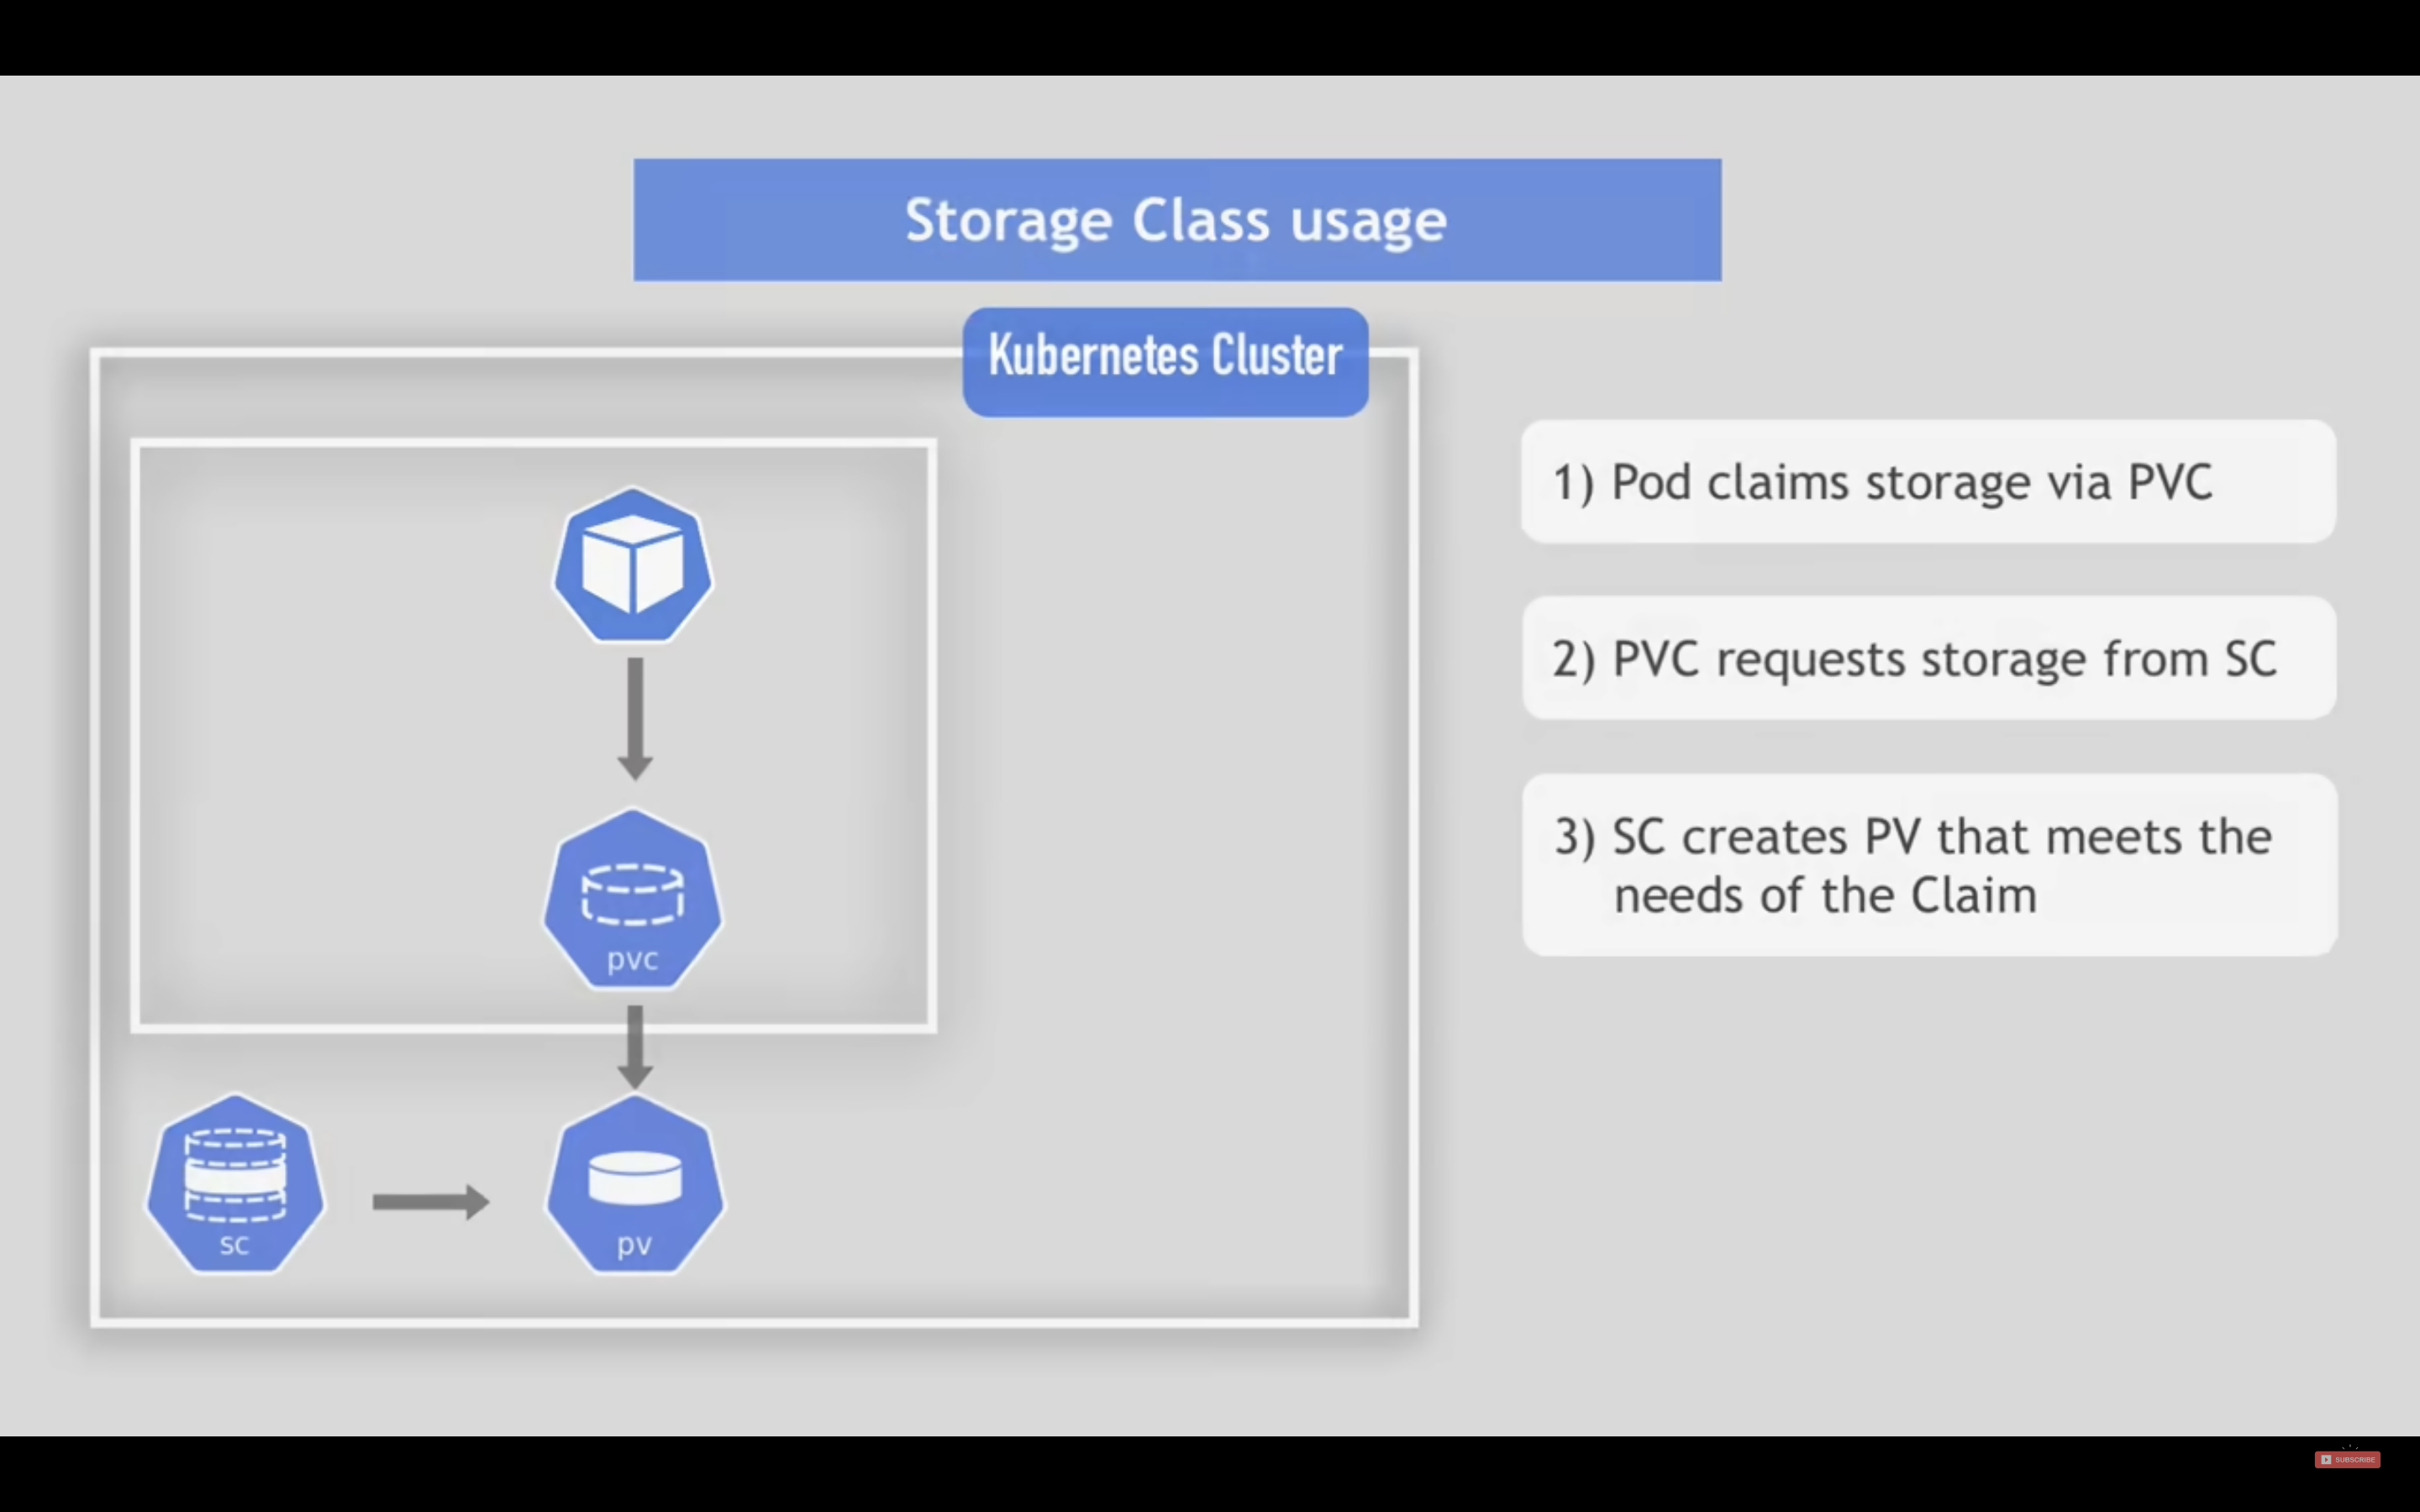 Storage Class usage
Kubernetes Cluster
1) Pod claims storage via PVC
2) PVC requests storage from SC
3) SC creates PV that meets the
needs of the Claim
pvc
sc
pv
SUBSCRIBE